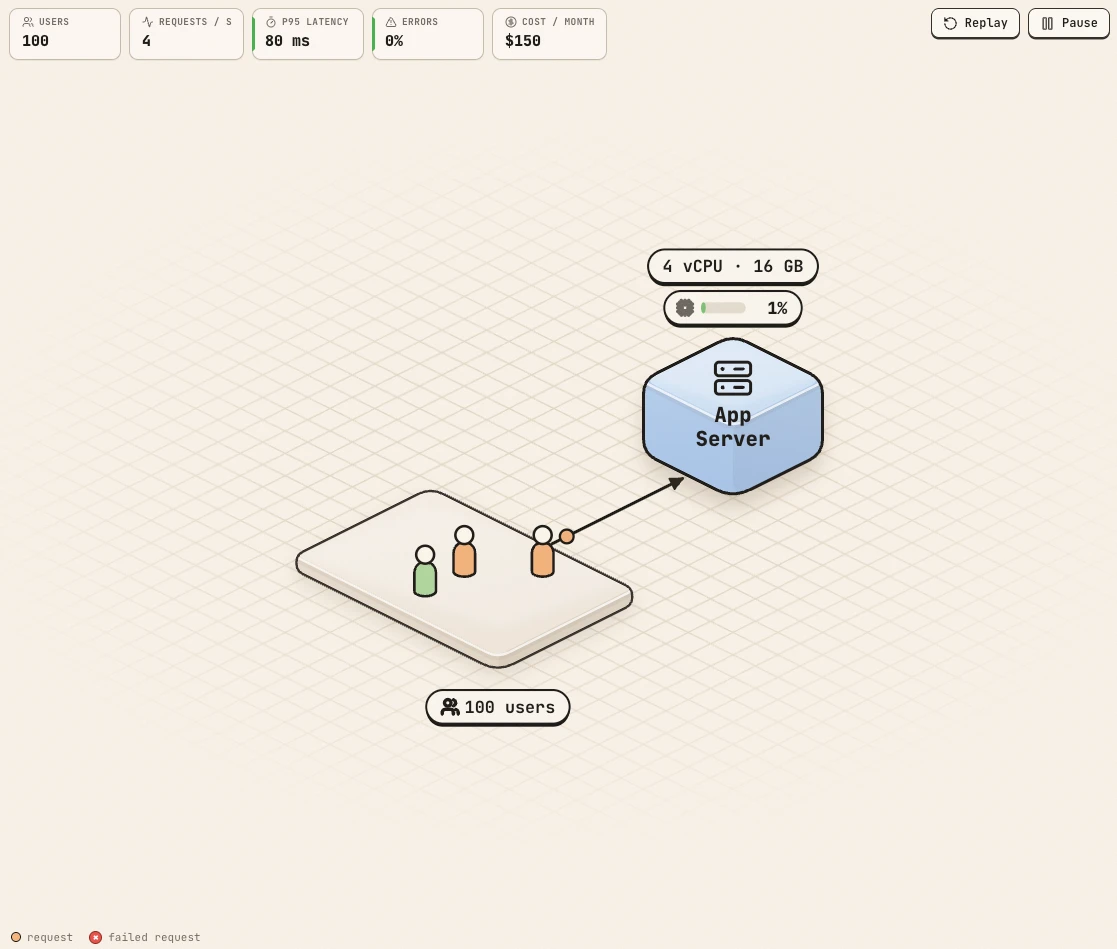 USERS
100
REQUESTS / S
4
P95 LATENCY
80 ms
ERRORS
0%
COST / MONTH
$150
Replay
Pause
4 vCPU · 16 GB
1%
App
Server
100 users
request
failed request